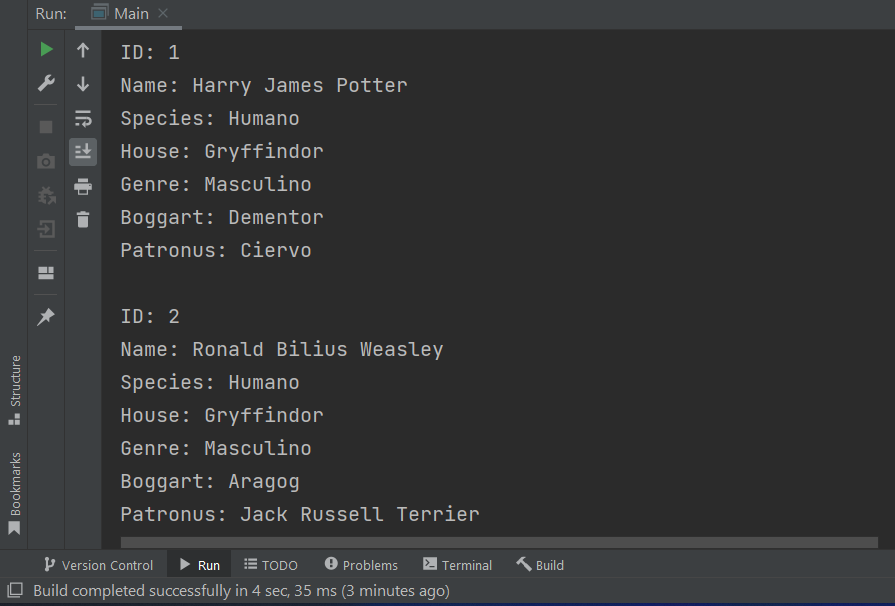 Run: Main
ID: 1
Name: Harry James Potter
Species: Humano
House: Gryffindor
Genre: Masculino
Boggart: Dementor
Patronus: Ciervo
ID: 2
Name: Ronald Bilius Weasley
Species: Humano
House: Gryffindor
Genre: Masculino
Boggart: Aragog
Patronus: Jack Russell Terrier
Structure
Bookmarks
Version Control Run TODO Problems Terminal Build
Build completed successfully in 4 sec, 35 ms (3 minutes ago)